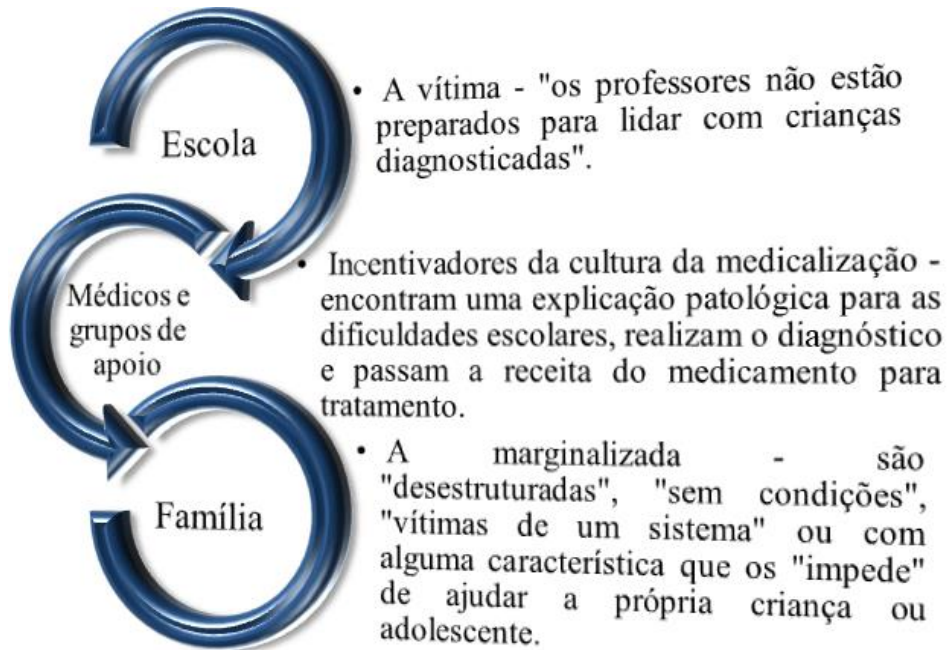 Escola
• A vítima - "os professores não estão
preparados para lidar com crianças
diagnosticadas".
Médicos e
grupos de
apoio
• Incentivadores da cultura da medicalização -
encontram uma explicação patológica para as
dificuldades escolares, realizam o diagnóstico
e passam a receita do medicamento para
tratamento.
Família
• A marginalizada - são
"desestruturadas", "sem condições",
"vítimas de um sistema" ou com
alguma característica que os "impede"
de ajudar a própria criança ou
adolescente.